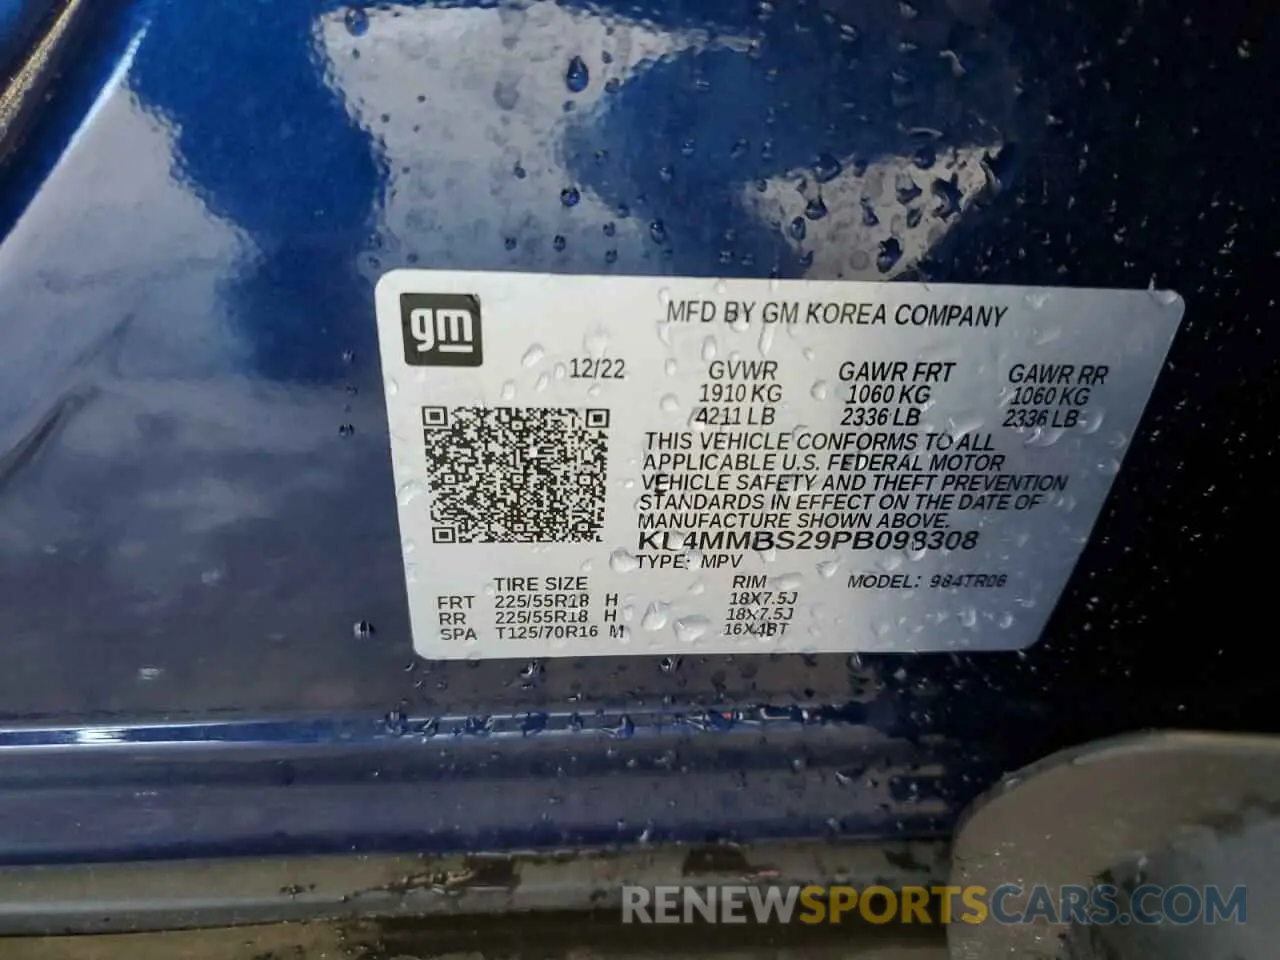 gm
MFD BY GM KOREA COMPANY
12/22 GVWR GAWR FRT GAWR RR
1910 KG 1060 KG 1060 KG
4211 LB 2336 LB 2336 LB
THIS VEHICLE CONFORMS TO ALL
APPLICABLE U.S. FEDERAL MOTOR
VEHICLE SAFETY AND THEFT PREVENTION
STANDARDS IN EFFECT ON THE DATE OF
MANUFACTURE SHOWN ABOVE.
KL4MMBS29PB098308
TYPE: MPV
TIRE SIZE RIM MODEL: 984TR06
FRT 225/55R18 H 18X7.5J
RR 225/55R18 H 18X7.5J
SPA T125/70R16 M 16X4BT
RENEWSPORTSCARS.COM